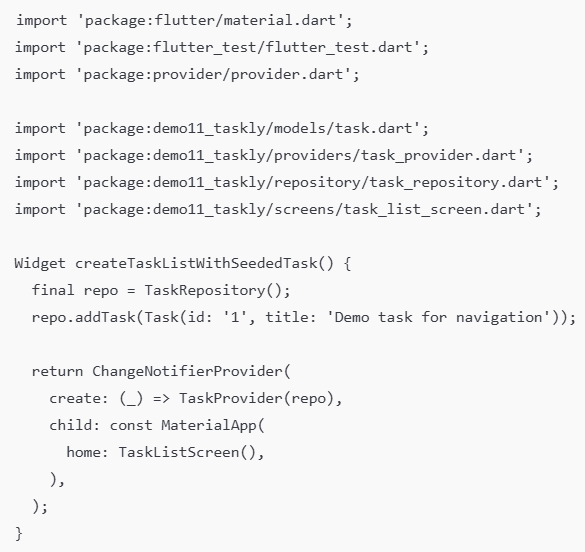 import 'package:flutter/material.dart';
import 'package:flutter_test/flutter_test.dart';
import 'package:provider/provider.dart';

import 'package:demo11_taskly/models/task.dart';
import 'package:demo11_taskly/providers/task_provider.dart';
import 'package:demo11_taskly/repository/task_repository.dart';
import 'package:demo11_taskly/screens/task_list_screen.dart';

Widget createTaskListWithSeededTask() {
  final repo = TaskRepository();
  repo.addTask(Task(id: '1', title: 'Demo task for navigation'));

  return ChangeNotifierProvider(
    create: (_) => TaskProvider(repo),
    child: const MaterialApp(
      home: TaskListScreen(),
    ),
  );
}